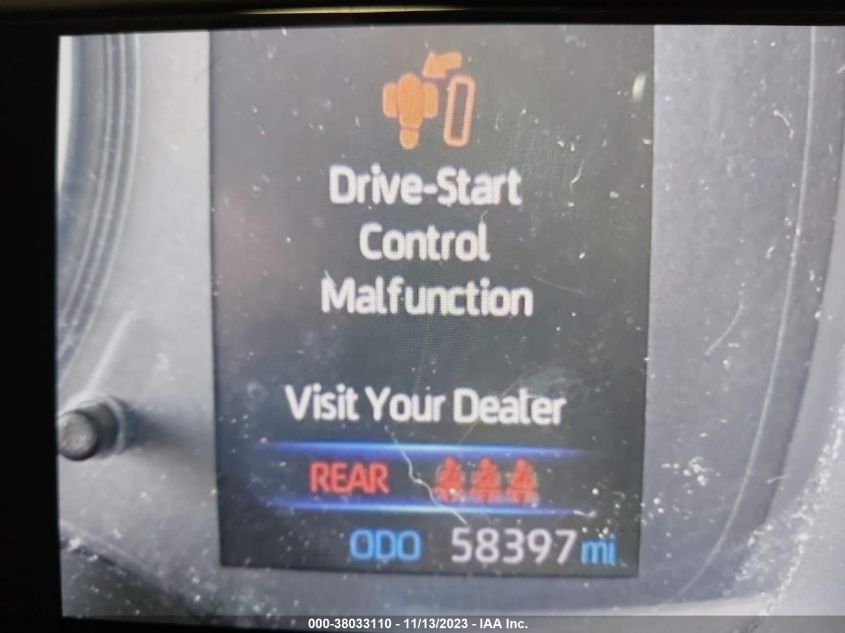 Drive-Start
Control
Malfunction
Visit Your Dealer
REAR
ODO 58397 mi
000-38033110 - 11/13/2023 - IAA Inc.